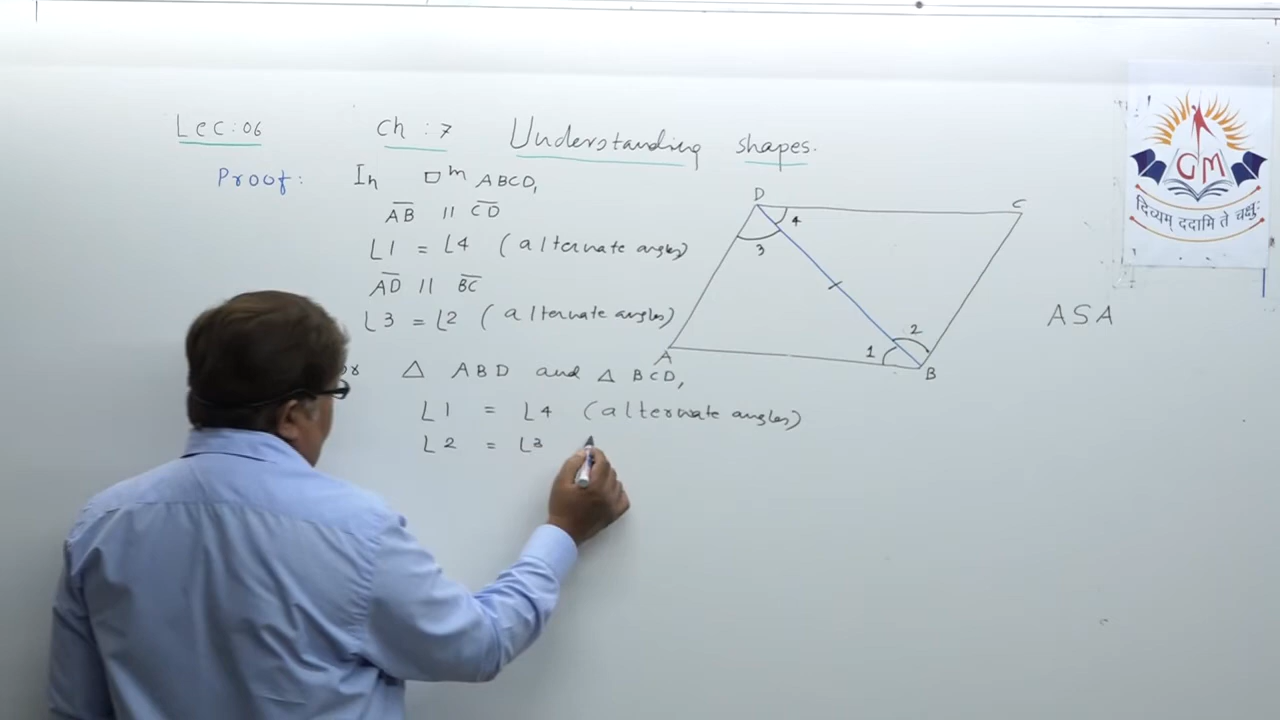 Lec: 06 Ch : 7 Understanding shapes.
Proof: In □m ABCD,
AB || CD
∠1 = ∠4 (alternate angles)
AD || BC
∠3 = ∠2 (alternate angles)
△ ABD and △ BCD,
∠1 = ∠4 (alternate angles)
∠2 = ∠3
D
C
4
3
2
1
A
B
ASA
GM
दिव्यम् ददामि ते चक्षुः